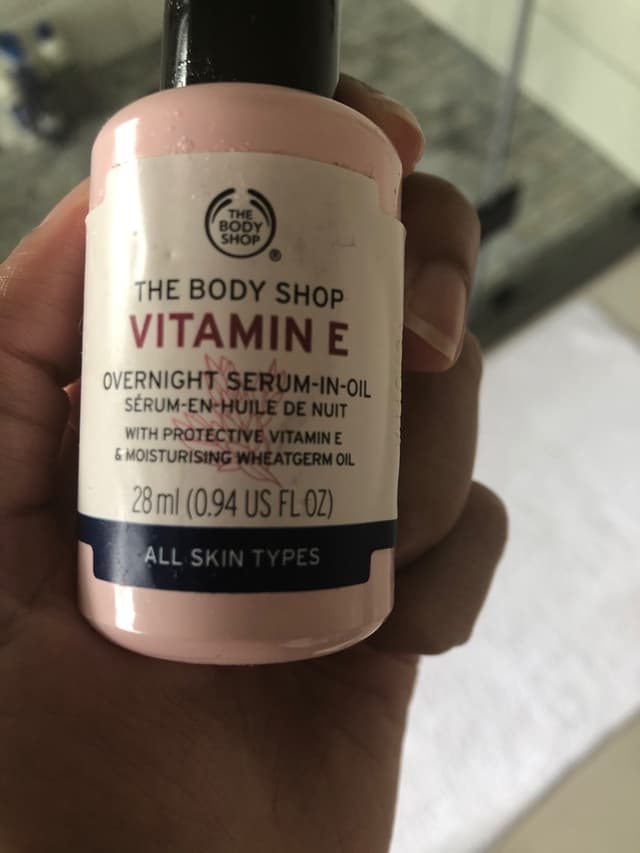 THE
BODY
SHOP
®
THE BODY SHOP
VITAMIN E
OVERNIGHT SERUM-IN-OIL
SÉRUM-EN-HUILE DE NUIT
WITH PROTECTIVE VITAMIN E
& MOISTURISING WHEATGERM OIL
28 ml (0.94 US FL OZ)
ALL SKIN TYPES